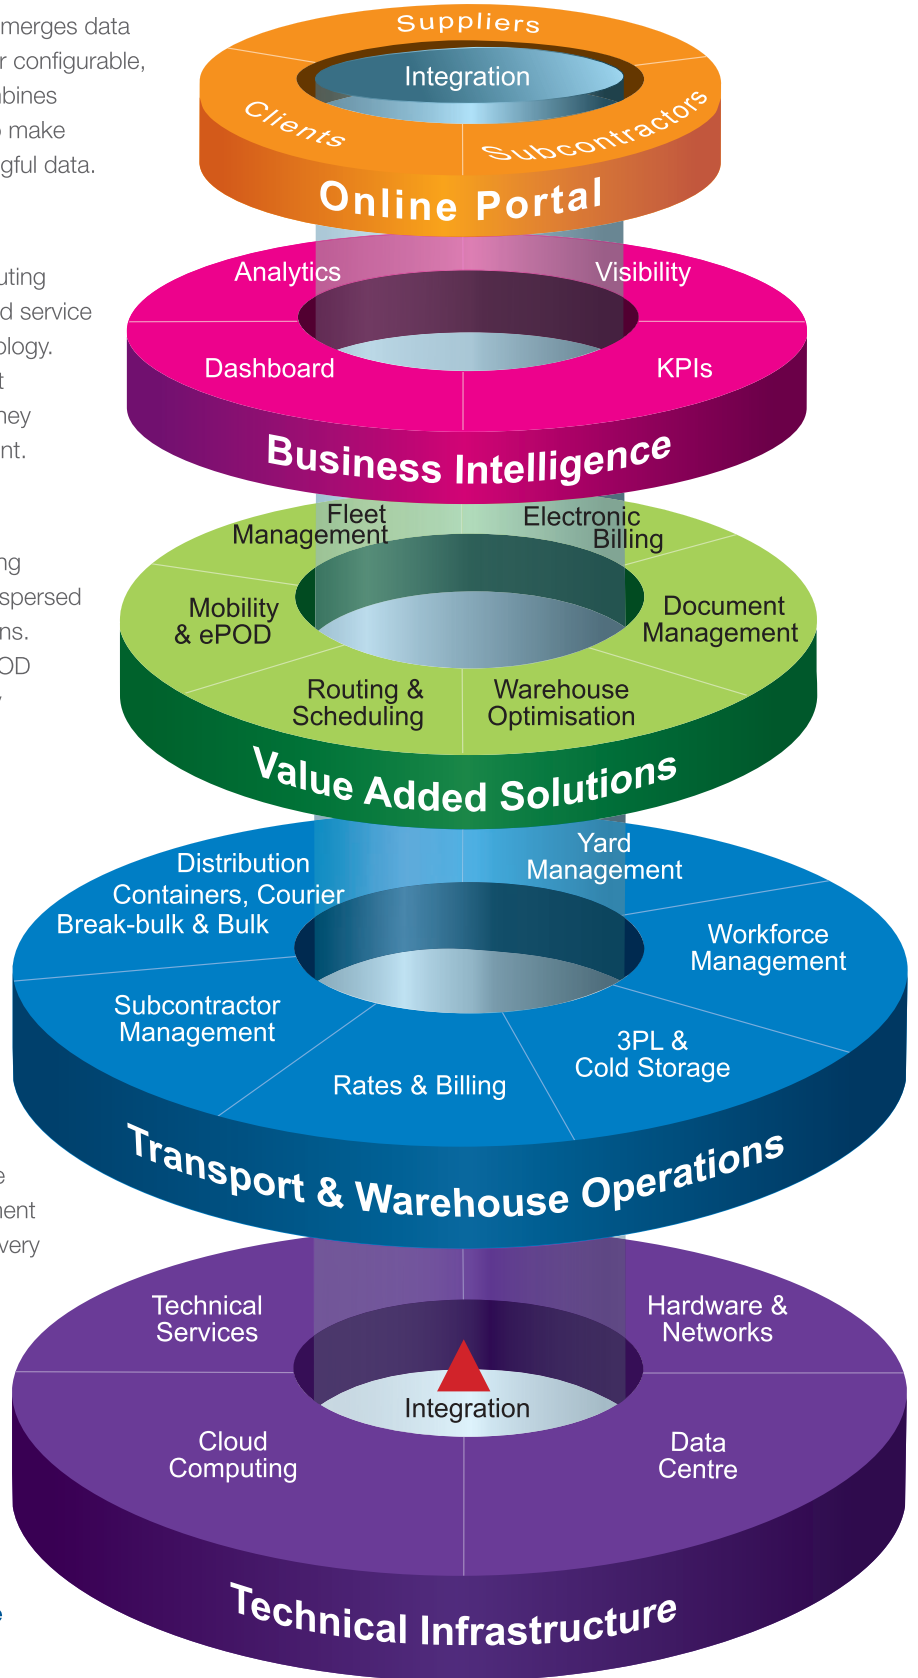 merges data
r configurable,
nbines
make
gful data.
Suppliers
Integration
Clients
Subcontractors
Online Portal
uting
d service
ology.
t
hey
nt.
Analytics
Visibility
Dashboard
KPIs
Business Intelligence
ng
spersed
ns.
OD
Fleet
Management
Electronic
Billing
Mobility
& ePOD
Document
Management
Routing &
Scheduling
Warehouse
Optimisation
Value Added Solutions
Distribution
Containers, Courier
Break-bulk & Bulk
Yard
Management
Workforce
Management
Subcontractor
Management
3PL &
Cold Storage
Rates & Billing
Transport & Warehouse Operations
e
nent
very
Technical
Services
Hardware &
Networks
Integration
Cloud
Computing
Data
Centre
e
Technical Infrastructure